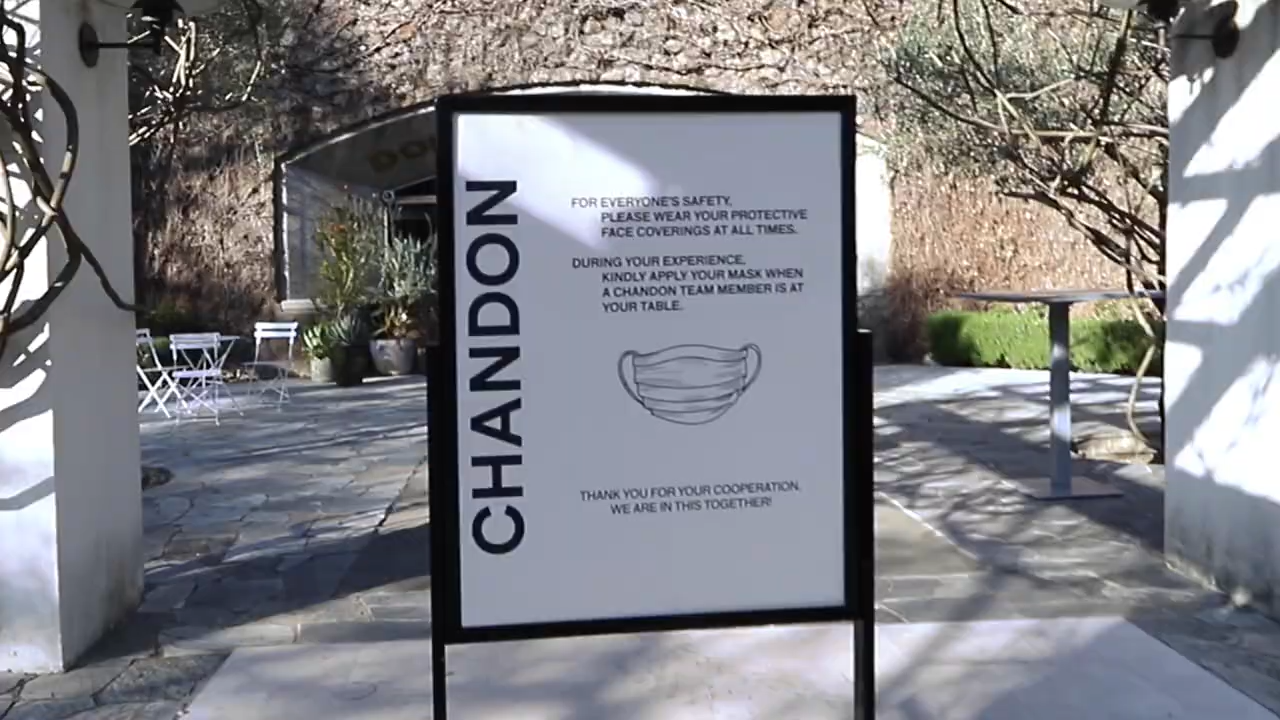 CHANDON
FOR EVERYONE'S SAFETY,
PLEASE WEAR YOUR PROTECTIVE
FACE COVERINGS AT ALL TIMES.
DURING YOUR EXPERIENCE,
KINDLY APPLY YOUR MASK WHEN
A CHANDON TEAM MEMBER IS AT
YOUR TABLE.
THANK YOU FOR YOUR COOPERATION.
WE ARE IN THIS TOGETHER!